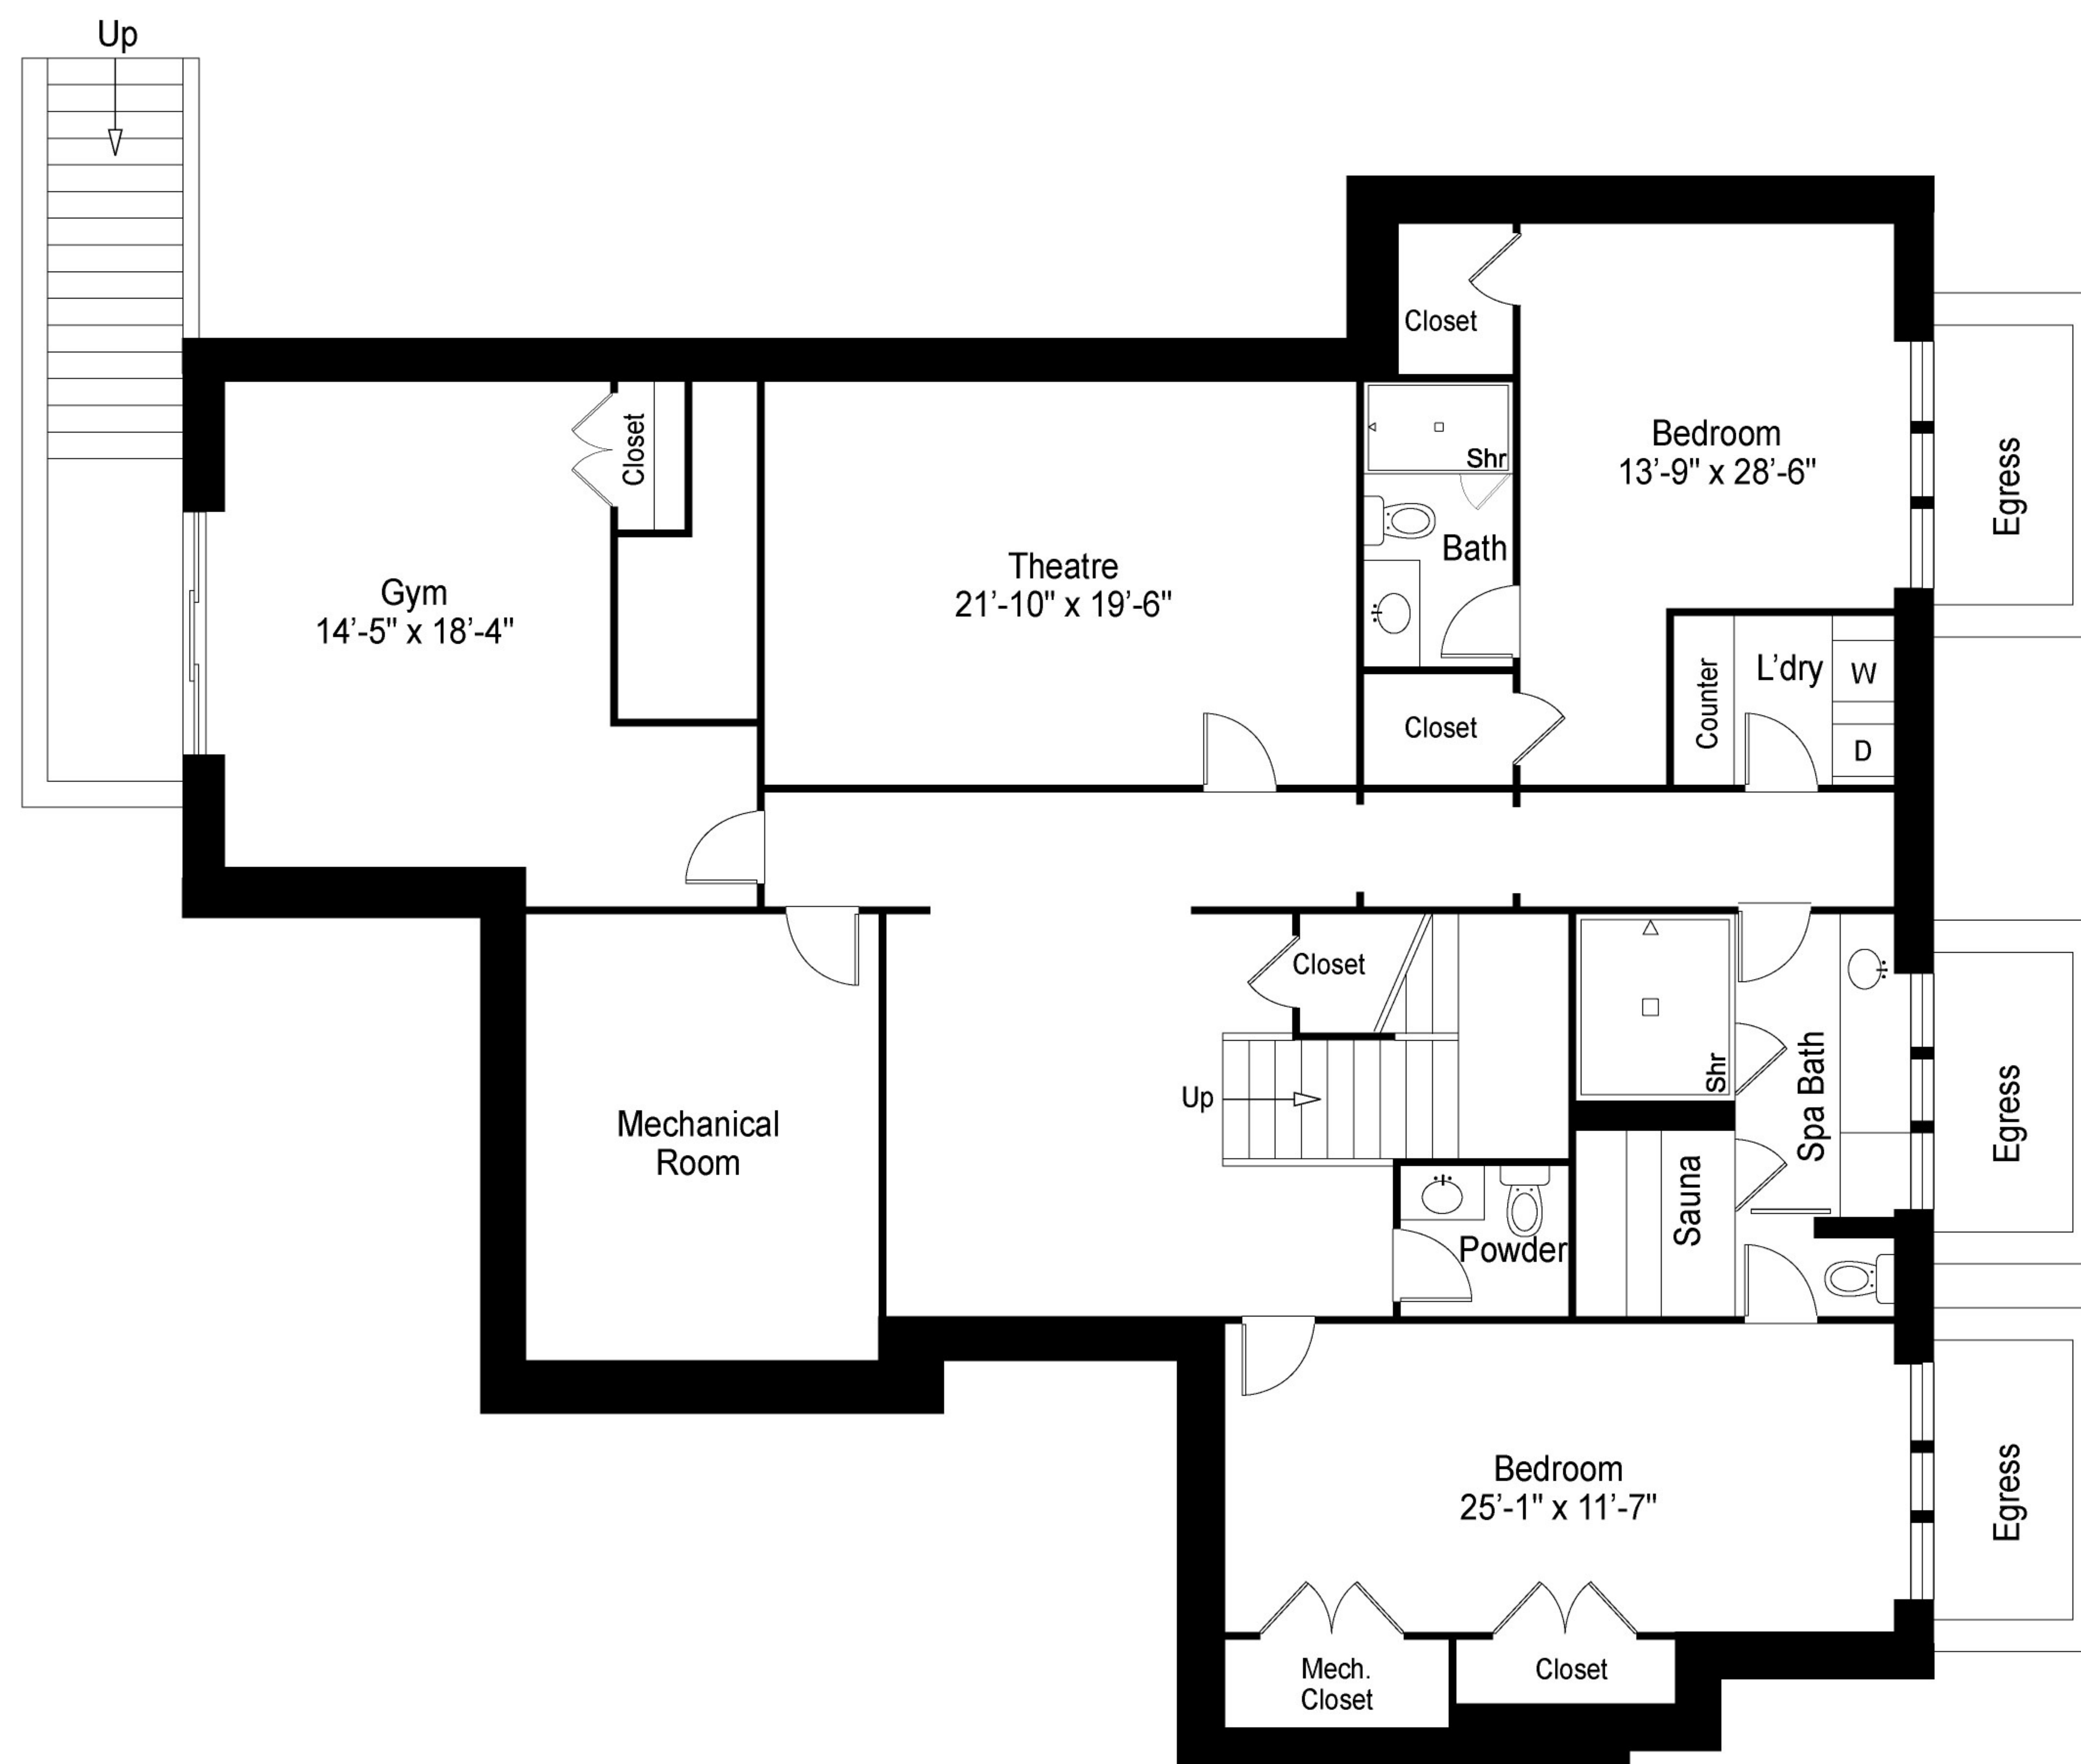 Up
Closet
Bedroom
13’-9" x 28’-6"
Egress
Closet
Shr
Bath
Theatre
21’-10" x 19’-6"
Gym
14’-5" x 18’-4"
Closet
Counter
L’dry
W
D
Closet
Closet
Up
Shr
Spa Bath
Egress
Mechanical
Room
Sauna
Powder
Bedroom
25’-1" x 11’-7"
Egress
Mech.
Closet
Closet